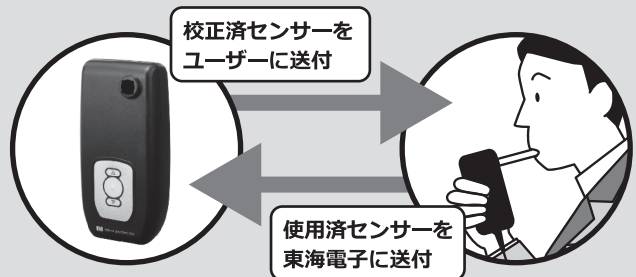 校正済センサーを
ユーザーに送付
使用済センサーを
東海電子に送付